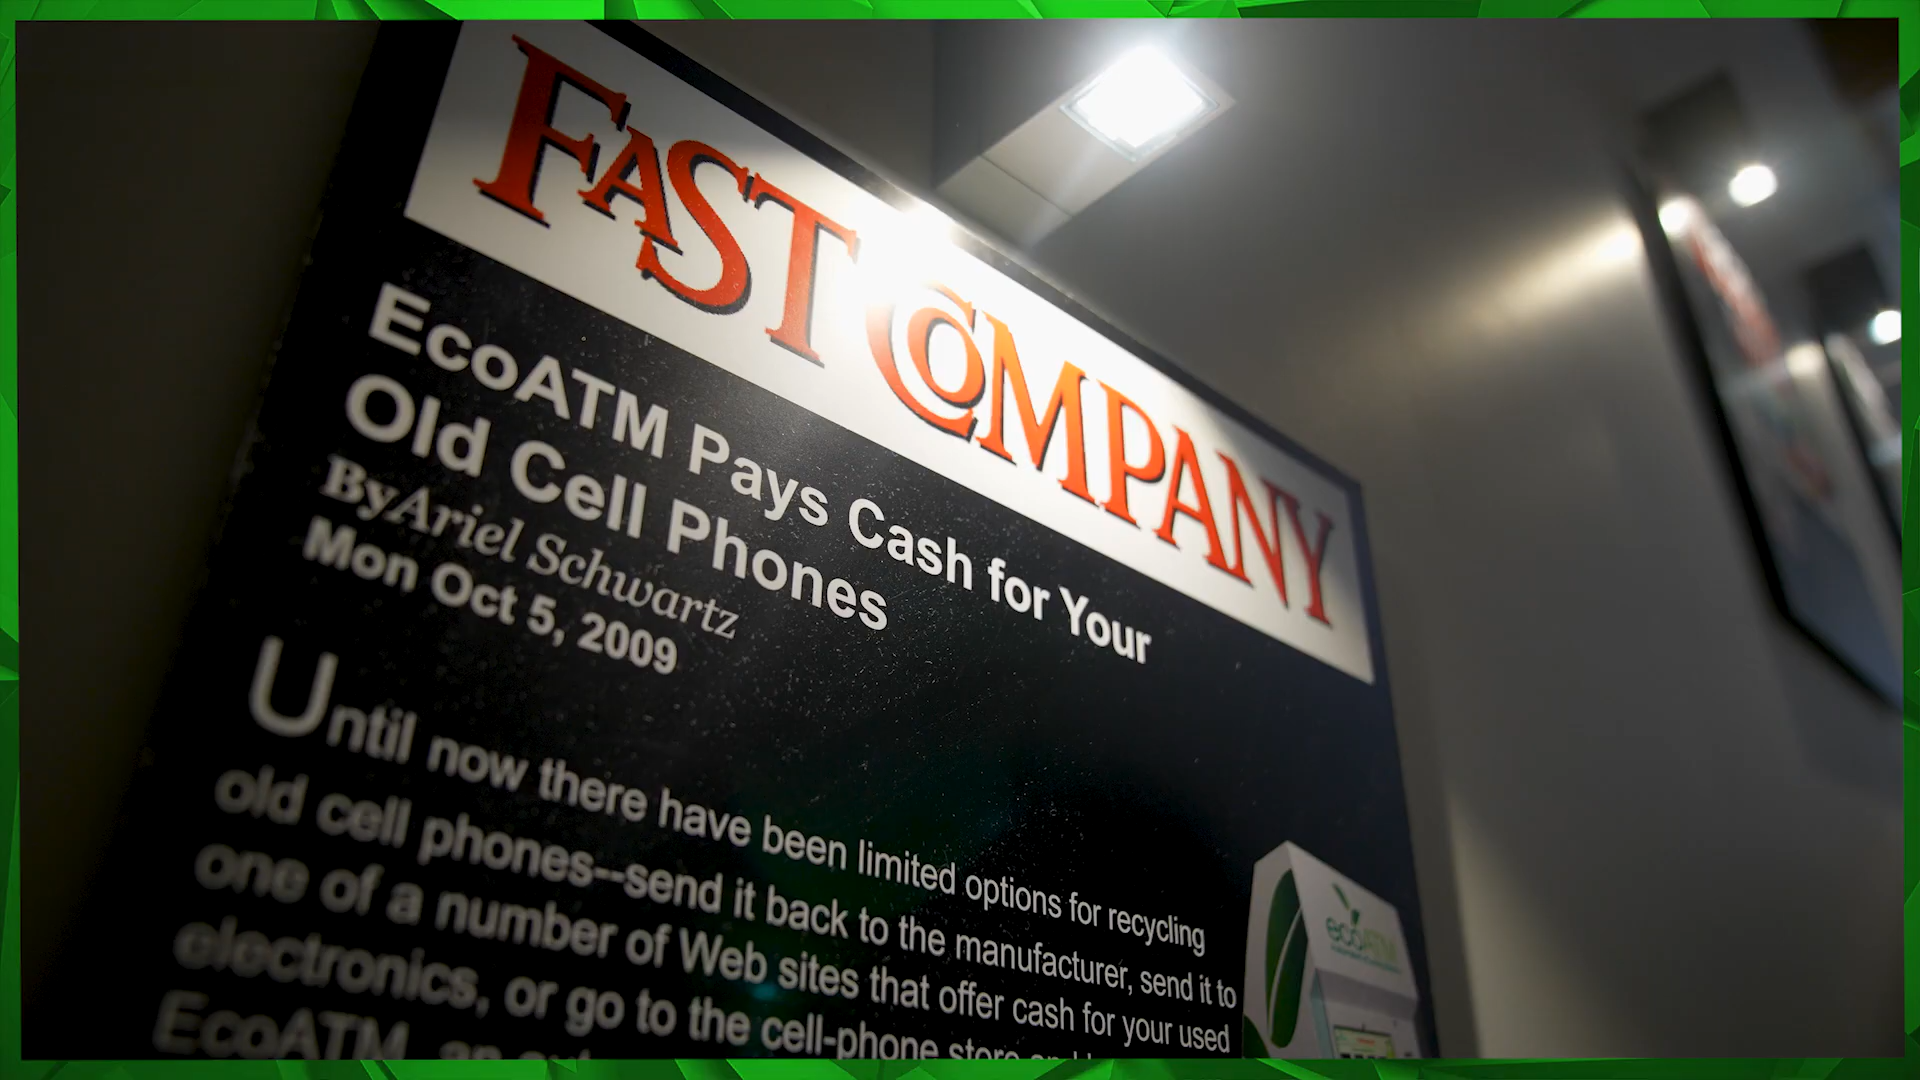 FAST COMPANY
EcoATM Pays Cash for Your
Old Cell Phones
By Ariel Schwartz
Mon Oct 5, 2009
Until now there have been limited options for recycling
old cell phones--send it back to the manufacturer, send it to
one of a number of Web sites that offer cash for your used
electronics, or go to the cell-phone store
EcoATM, an
ecoATM